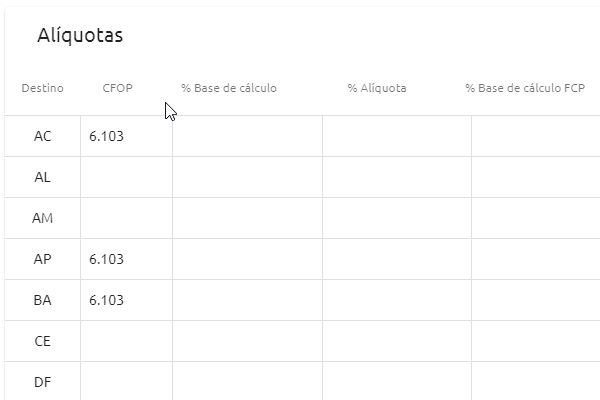 Alíquotas
Destino CFOP % Base de cálculo % Alíquota % Base de cálculo FCP
AC 6.103
AL
AM
AP 6.103
BA 6.103
CE
DF